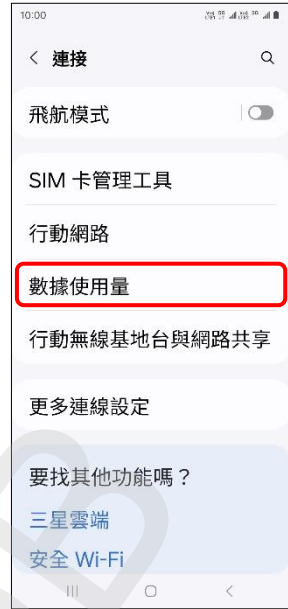 10:00
連接
飛航模式
SIM 卡管理工具
行動網路
數據使用量
行動無線基地台與網路共享
更多連線設定
要找其他功能嗎？
三星雲端
安全 Wi-Fi